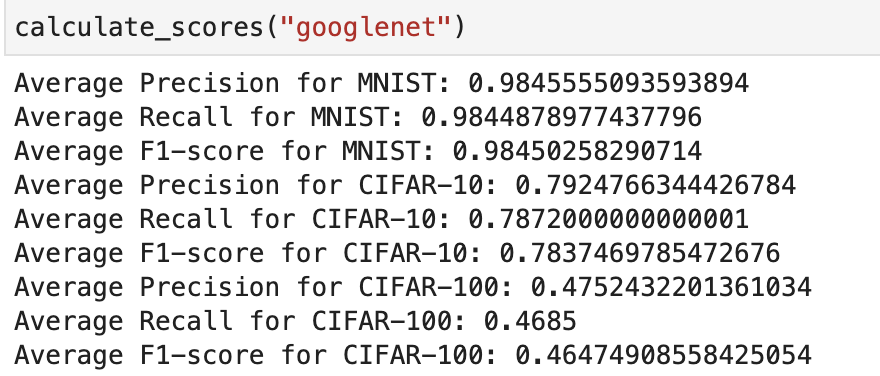 calculate_scores("googlenet")
Average Precision for MNIST: 0.9845555093593894
Average Recall for MNIST: 0.9844878977437796
Average F1-score for MNIST: 0.98450258290714
Average Precision for CIFAR-10: 0.7924766344426784
Average Recall for CIFAR-10: 0.7872000000000001
Average F1-score for CIFAR-10: 0.7837469785472676
Average Precision for CIFAR-100: 0.4752432201361034
Average Recall for CIFAR-100: 0.4685
Average F1-score for CIFAR-100: 0.46474908558425054